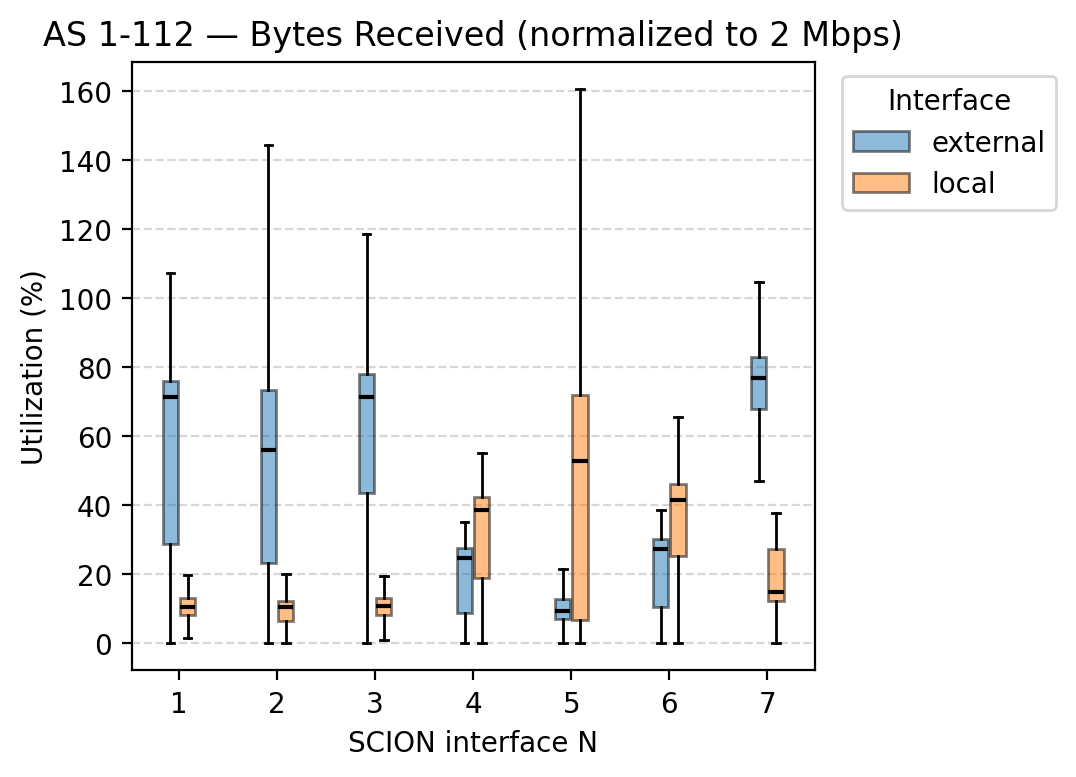 AS 1-112 — Bytes Received (normalized to 2 Mbps)
Utilization (%)
160
140
120
100
80
60
40
20
0
1 2 3 4 5 6 7
SCION interface N
Interface
external
local